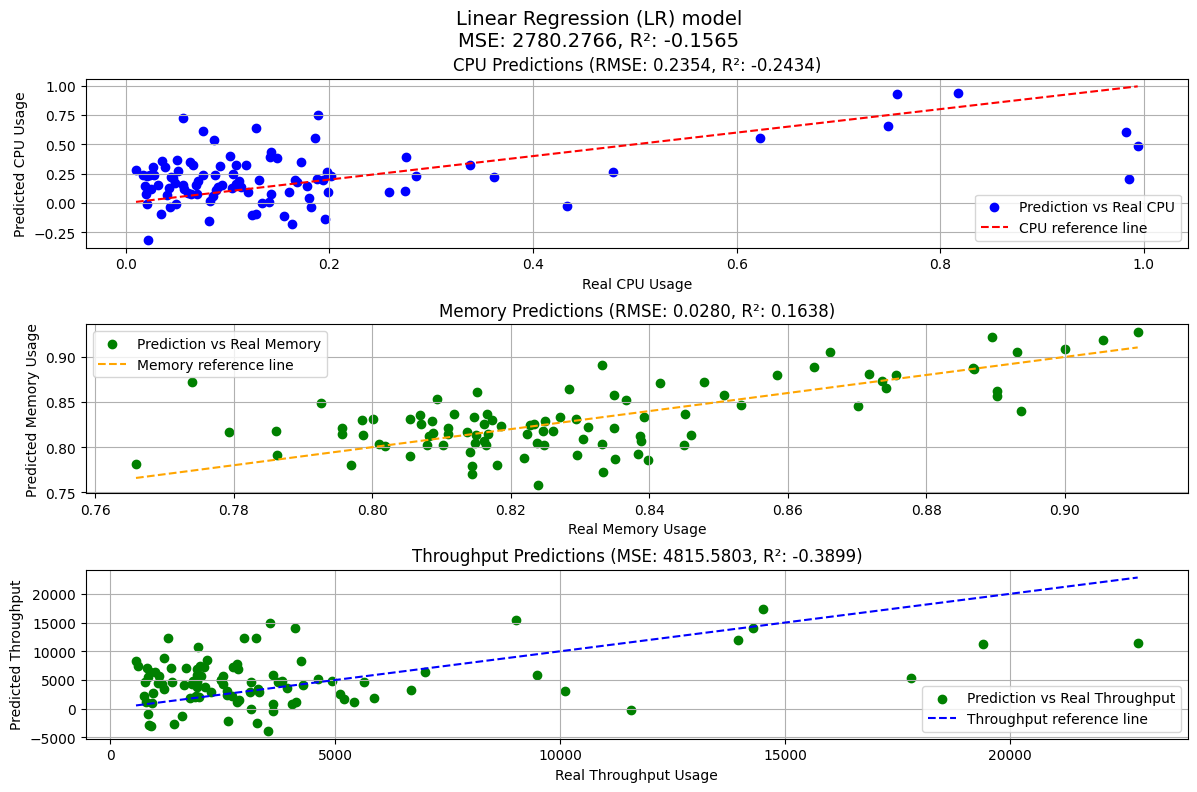 Linear Regression (LR) model
MSE: 2780.2766, R²: -0.1565
CPU Predictions (RMSE: 0.2354, R²: -0.2434)
Predicted CPU Usage
1.00
0.75
0.50
0.25
0.00
−0.25
Prediction vs Real CPU
CPU reference line
0.0 0.2 0.4 0.6 0.8 1.0
Real CPU Usage
Memory Predictions (RMSE: 0.0280, R²: 0.1638)
Predicted Memory Usage
Prediction vs Real Memory
Memory reference line
0.90
0.85
0.80
0.75
0.76 0.78 0.80 0.82 0.84 0.86 0.88 0.90
Real Memory Usage
Throughput Predictions (MSE: 4815.5803, R²: -0.3899)
Predicted Throughput
20000
15000
10000
5000
0
−5000
Prediction vs Real Throughput
Throughput reference line
0 5000 10000 15000 20000
Real Throughput Usage